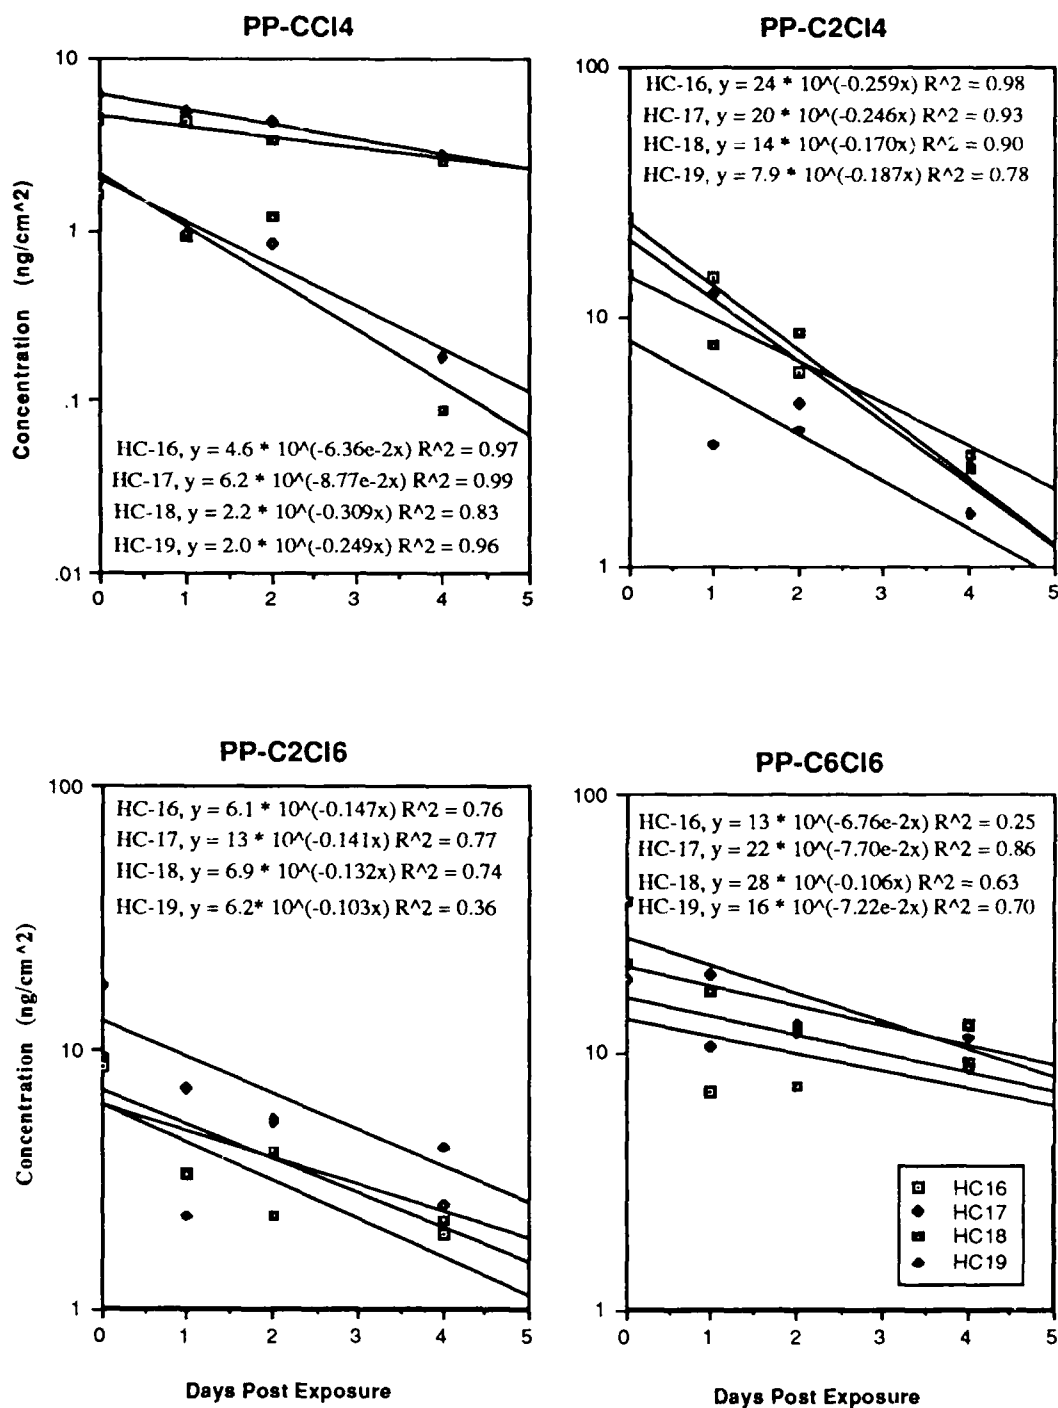 PP-CCl4
10
1
.1
.01
Concentration (ng/cm^2)
HC-16, y = 4.6 * 10^(-6.36e-2x) R^2 = 0.97
HC-17, y = 6.2 * 10^(-8.77e-2x) R^2 = 0.99
HC-18, y = 2.2 * 10^(-0.309x) R^2 = 0.83
HC-19, y = 2.0 * 10^(-0.249x) R^2 = 0.96
0 1 2 3 4 5
PP-C2Cl4
100
10
1
HC-16, y = 24 * 10^(-0.259x) R^2 = 0.98
HC-17, y = 20 * 10^(-0.246x) R^2 = 0.93
HC-18, y = 14 * 10^(-0.170x) R^2 = 0.90
HC-19, y = 7.9 * 10^(-0.187x) R^2 = 0.78
0 1 2 3 4 5
PP-C2Cl6
100
10
1
Concentration (ng/cm^2)
HC-16, y = 6.1 * 10^(-0.147x) R^2 = 0.76
HC-17, y = 13 * 10^(-0.141x) R^2 = 0.77
HC-18, y = 6.9 * 10^(-0.132x) R^2 = 0.74
HC-19, y = 6.2* 10^(-0.103x) R^2 = 0.36
0 1 2 3 4 5
Days Post Exposure
PP-C6Cl6
100
10
1
HC-16, y = 13 * 10^(-6.76e-2x) R^2 = 0.25
HC-17, y = 22 * 10^(-7.70e-2x) R^2 = 0.86
HC-18, y = 28 * 10^(-0.106x) R^2 = 0.63
HC-19, y = 16 * 10^(-7.22e-2x) R^2 = 0.70
HC16
HC17
HC18
HC19
0 1 2 3 4 5
Days Post Exposure